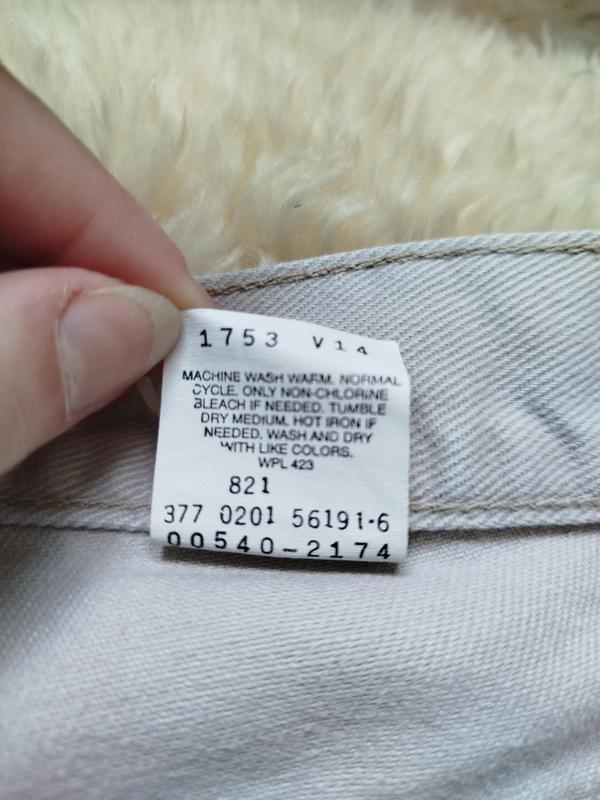 1753 V14
MACHINE WASH WARM. NORMAL
CYCLE. ONLY NON-CHLORINE
BLEACH IF NEEDED. TUMBLE
DRY MEDIUM. HOT IRON IF
NEEDED. WASH AND DRY
WITH LIKE COLORS.
WPL 423
821
377 0201 56191-6
00540-2174